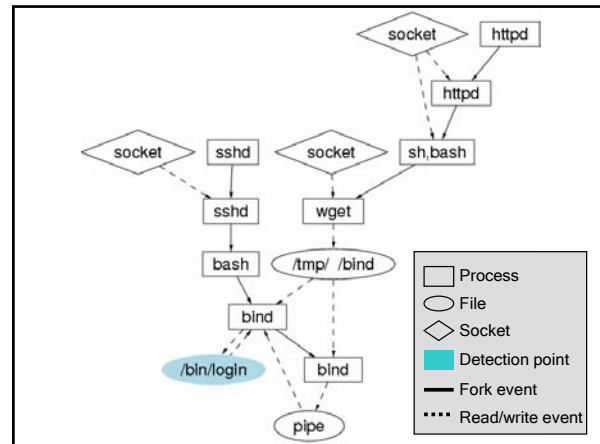 socket
httpd
httpd
socket
sshd
socket
sh,bash
sshd
wget
bash
/tmp/ /bind
bind
/bin/login
bind
pipe
Process
File
Socket
Detection point
Fork event
Read/write event